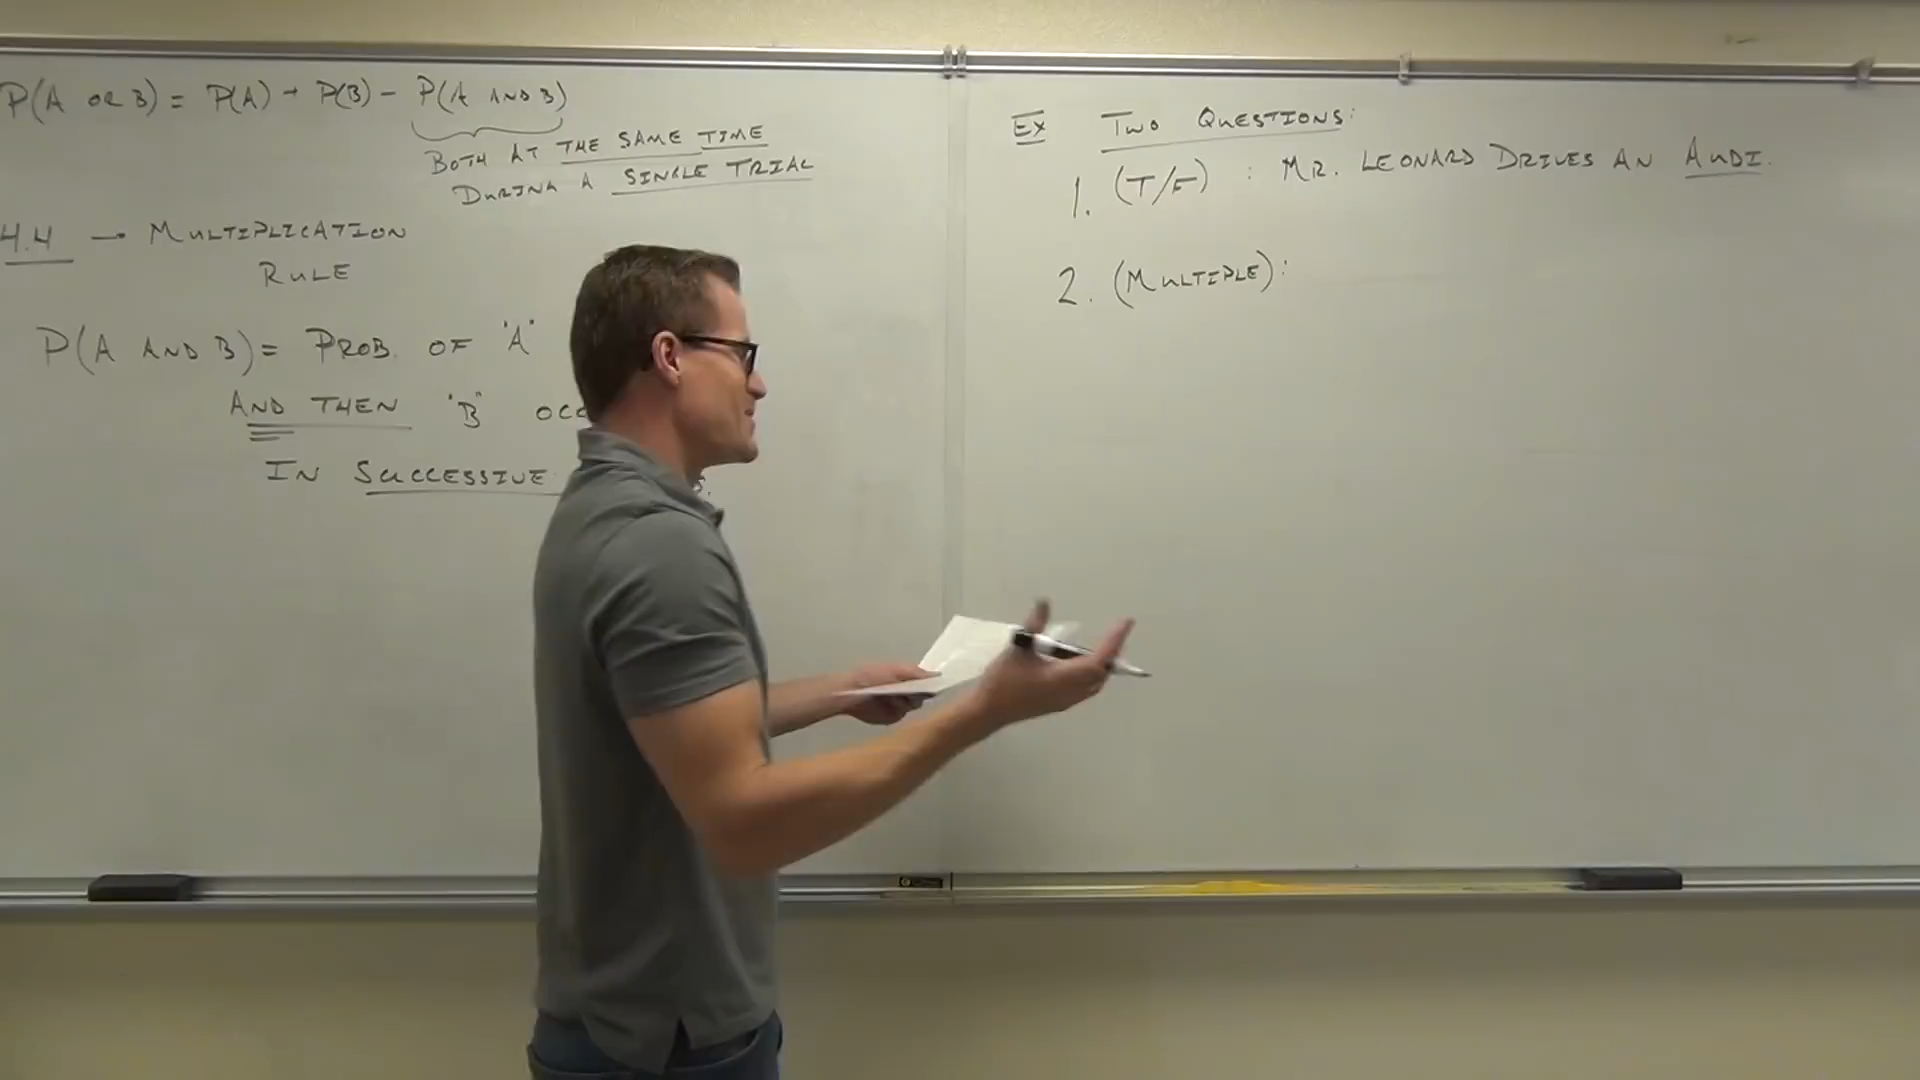 P(A OR B) = P(A) + P(B) - P(A AND B)
BOTH AT THE SAME TIME
DURING A SINGLE TRIAL
4.4 → MULTIPLICATION
RULE
P(A AND B) = PROB. OF "A"
AND THEN "B" OCC
IN SUCCESSIVE
EX TWO QUESTIONS:
1. (T/F) : MR. LEONARD DRIVES AN AUDI.
2. (MULTIPLE):